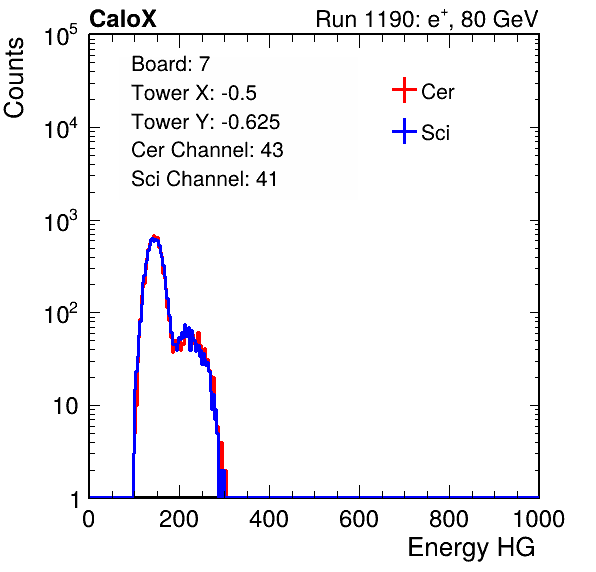 CaloX Run 1190: e+, 80 GeV
Counts
Board: 7
Tower X: -0.5
Tower Y: -0.625
Cer Channel: 43
Sci Channel: 41
Cer
Sci
10^5
10^4
10^3
10^2
10
1
0 200 400 600 800 1000
Energy HG